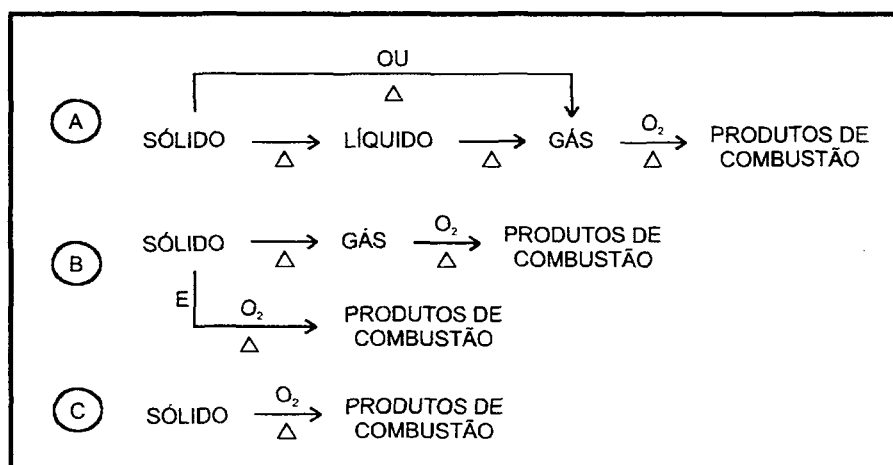 OU
△
A
SÓLIDO △ LÍQUIDO △ GÁS O₂ △ PRODUTOS DE
COMBUSTÃO
B
SÓLIDO △ GÁS O₂ △ PRODUTOS DE
COMBUSTÃO
E O₂ △ PRODUTOS DE
COMBUSTÃO
C
SÓLIDO O₂ △ PRODUTOS DE
COMBUSTÃO